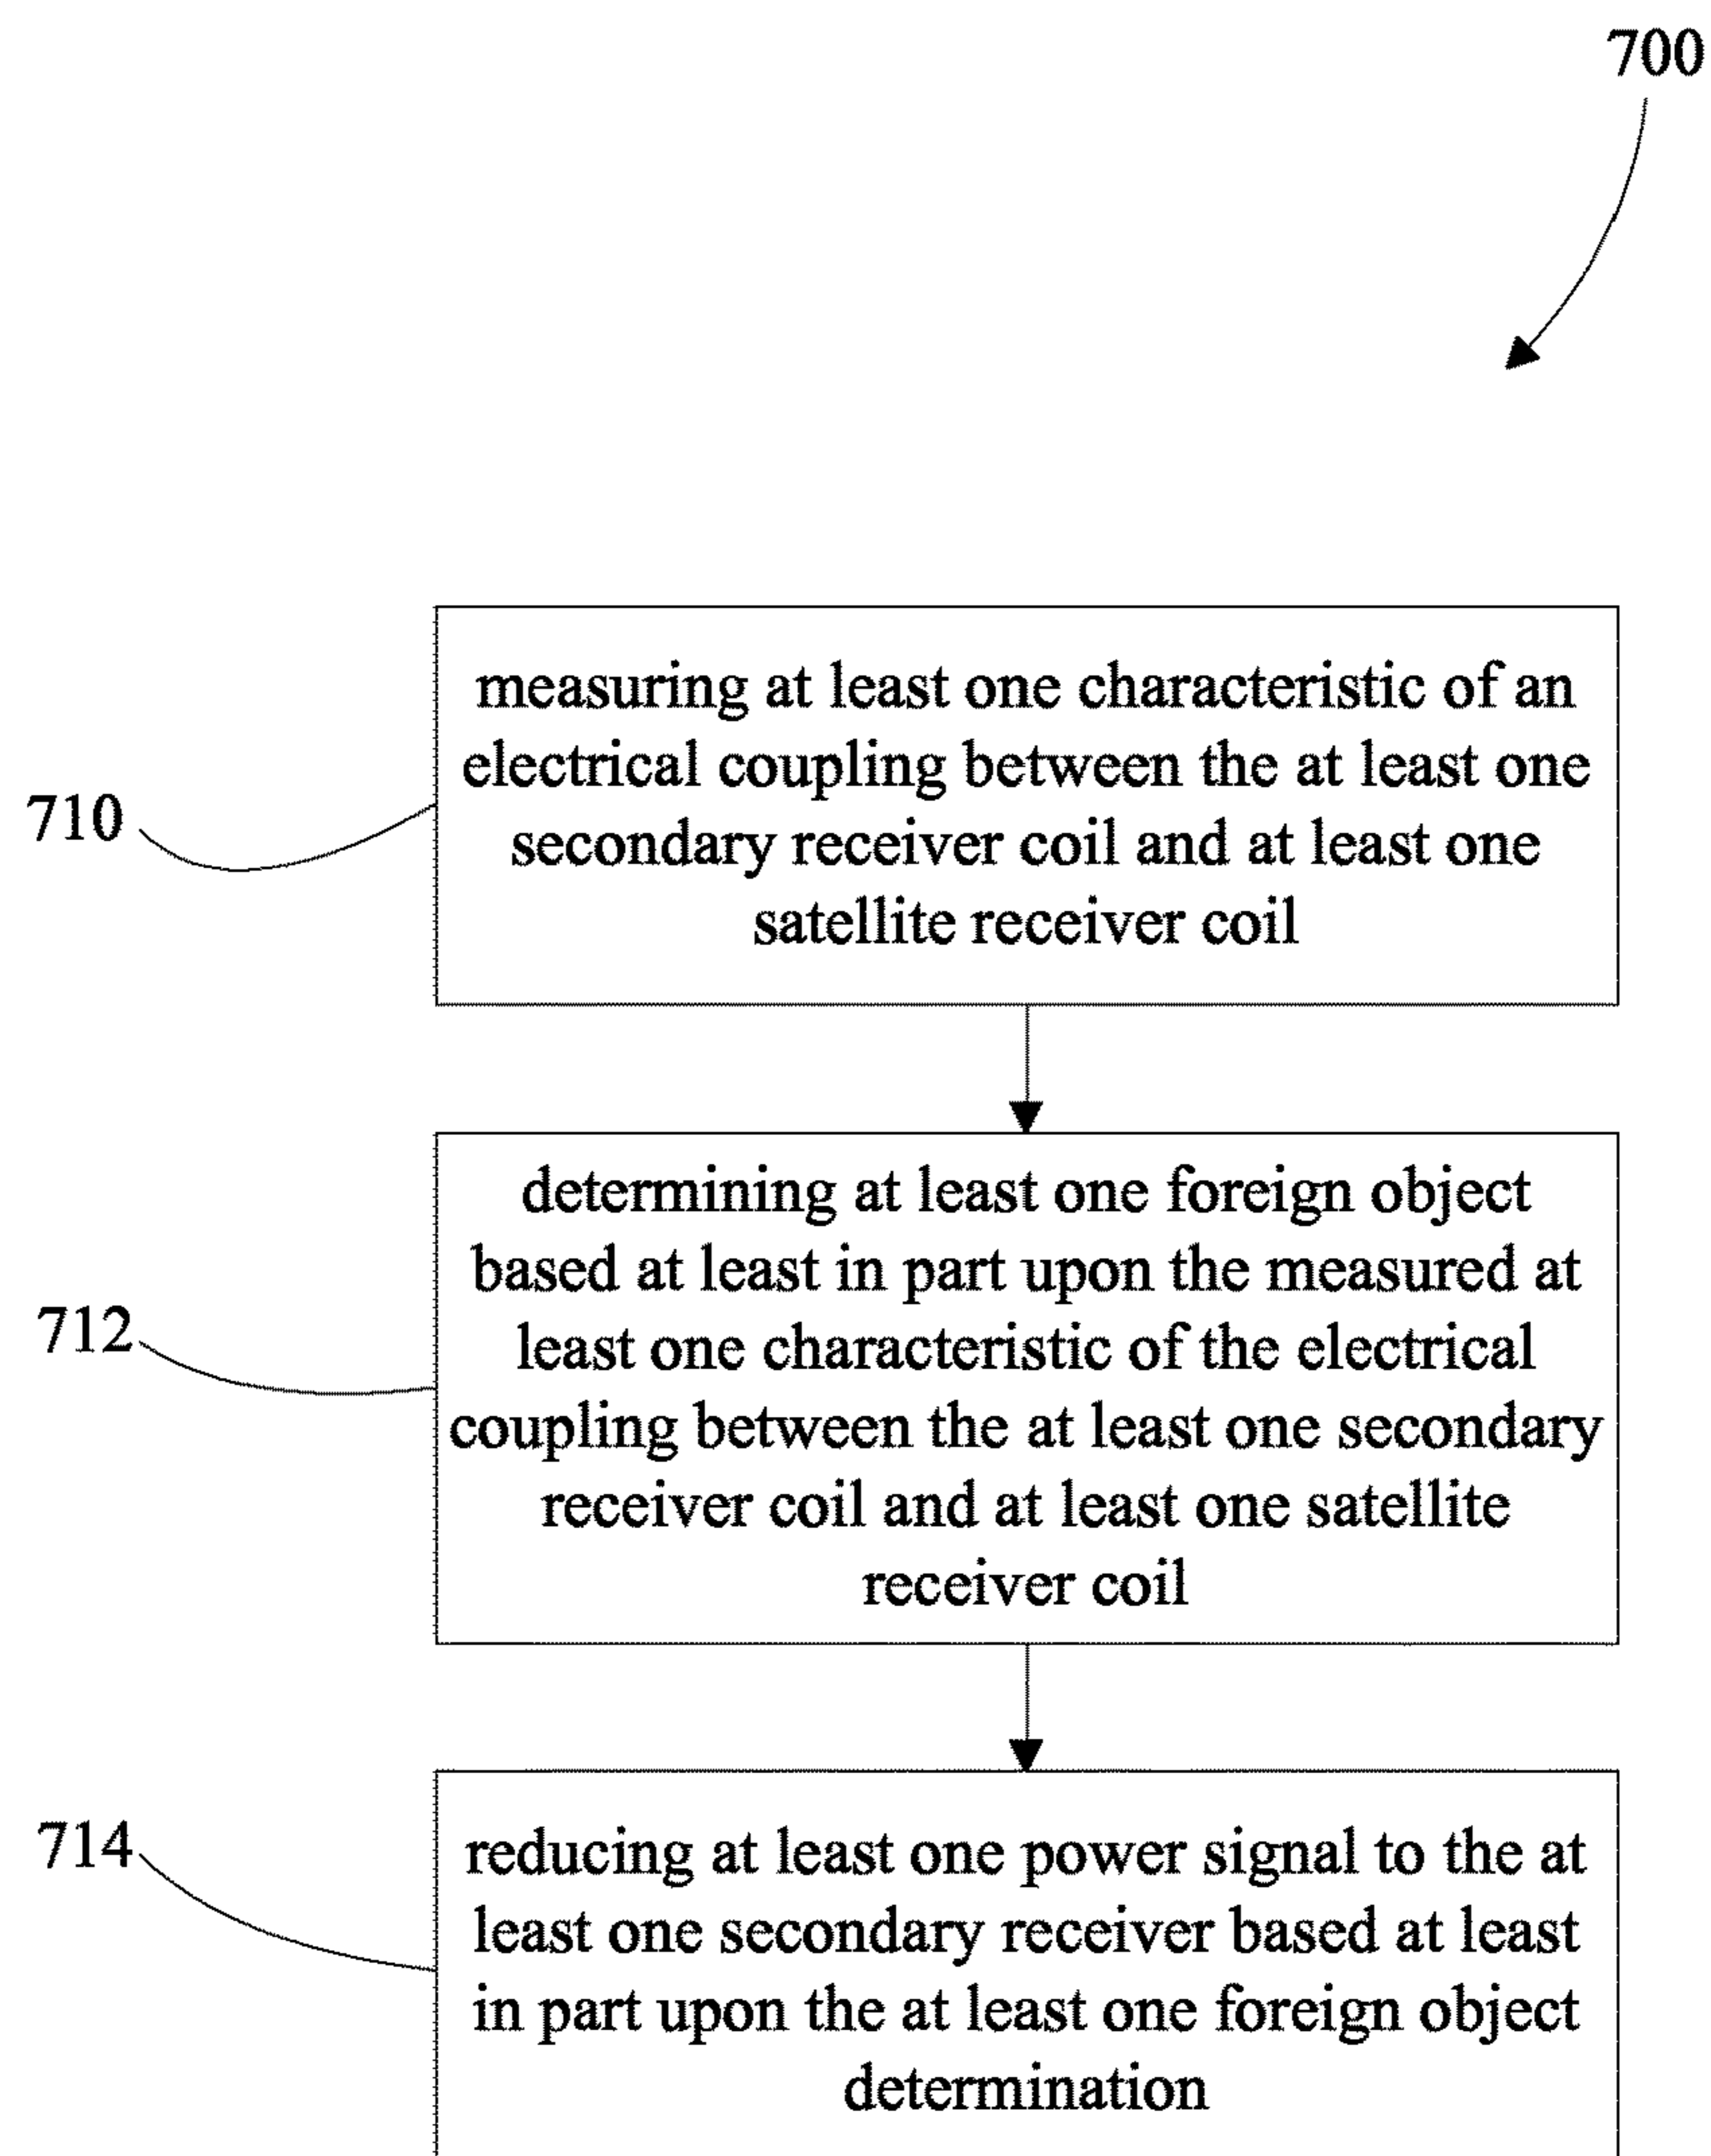 700
710
measuring at least one characteristic of an
electrical coupling between the at least one
secondary receiver coil and at least one
satellite receiver coil
712
determining at least one foreign object
based at least in part upon the measured at
least one characteristic of the electrical
coupling between the at least one secondary
receiver coil and at least one satellite
receiver coil
714
reducing at least one power signal to the at
least one secondary receiver based at least
in part upon the at least one foreign object
determination